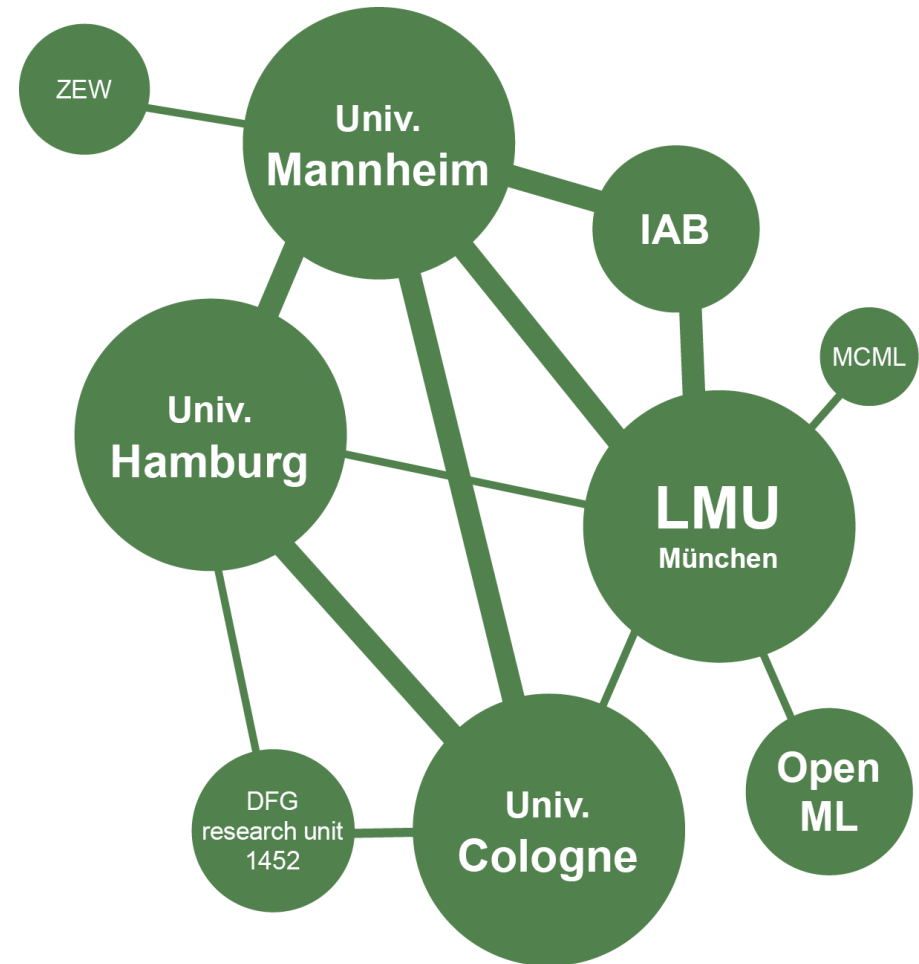 ZEW
Univ.
Mannheim
IAB
MCML
Univ.
Hamburg
LMU
München
Open
ML
DFG
research unit
1452
Univ.
Cologne